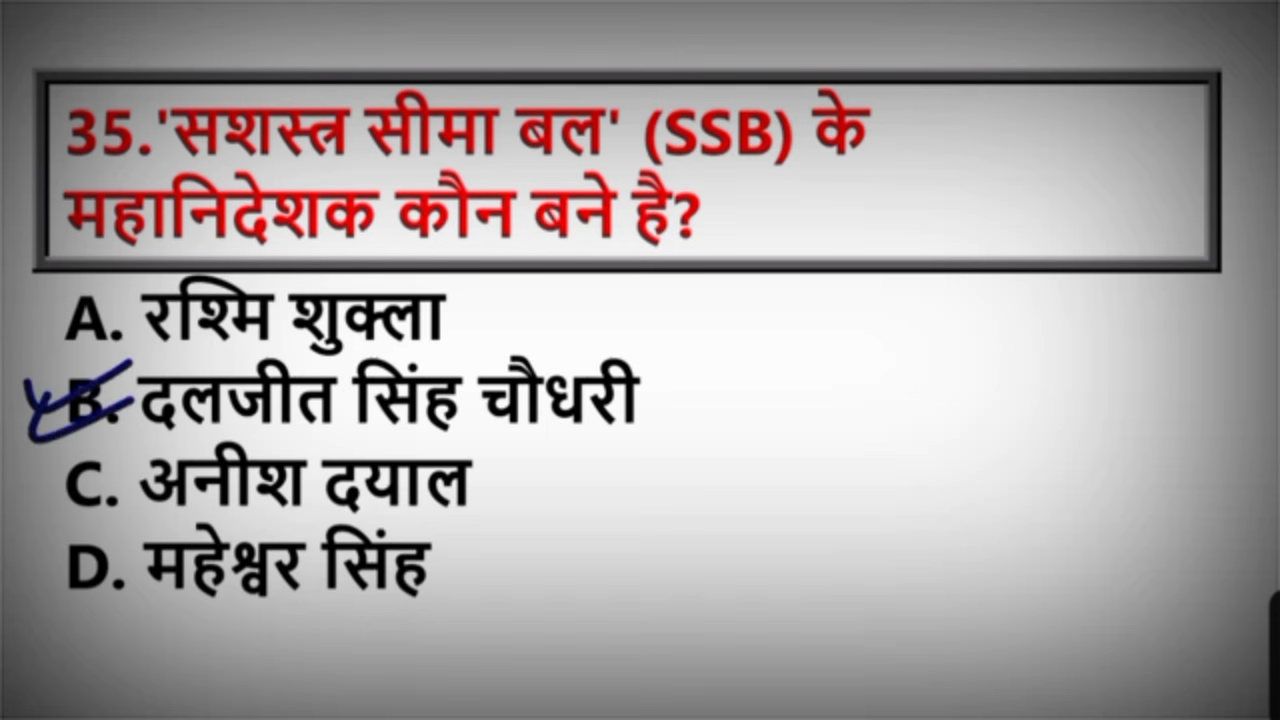 35.'सशस्त्र सीमा बल' (SSB) के
महानिदेशक कौन बने है?
A. रश्मि शुक्ला
B. दलजीत सिंह चौधरी
C. अनीश दयाल
D. महेश्वर सिंह